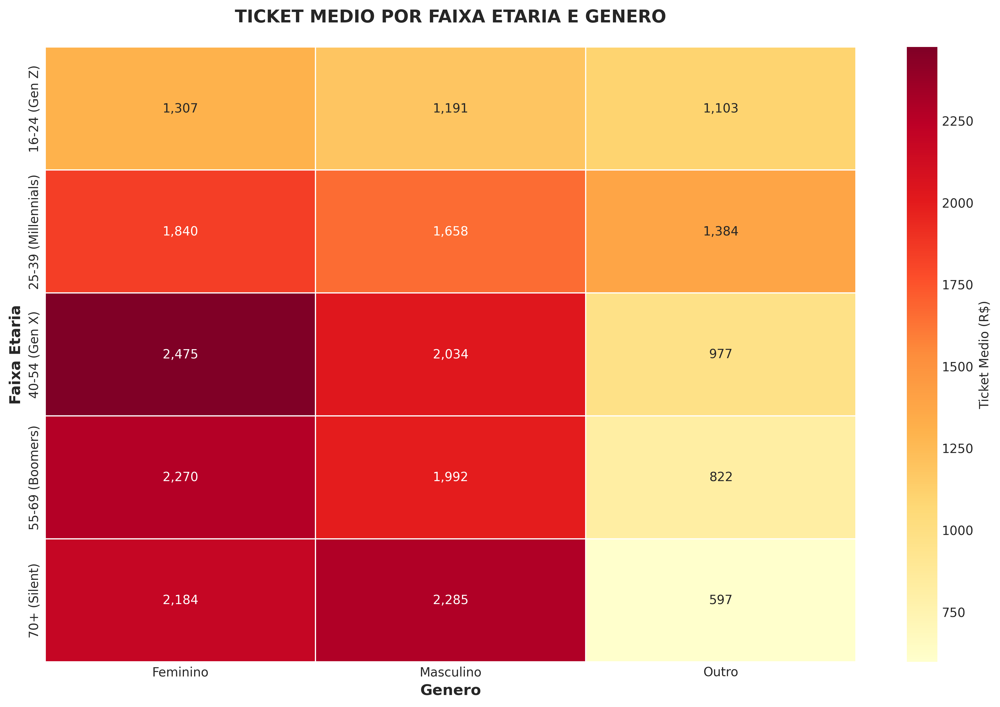 TICKET MEDIO POR FAIXA ETARIA E GENERO
Faixa Etaria
16-24 (Gen Z)
1,307
1,191
1,103
25-39 (Millennials)
1,840
1,658
1,384
40-54 (Gen X)
2,475
2,034
977
55-69 (Boomers)
2,270
1,992
822
70+ (Silent)
2,184
2,285
597
Feminino
Masculino
Outro
Genero
2250
2000
1750
1500
1250
1000
750
Ticket Medio (R$)